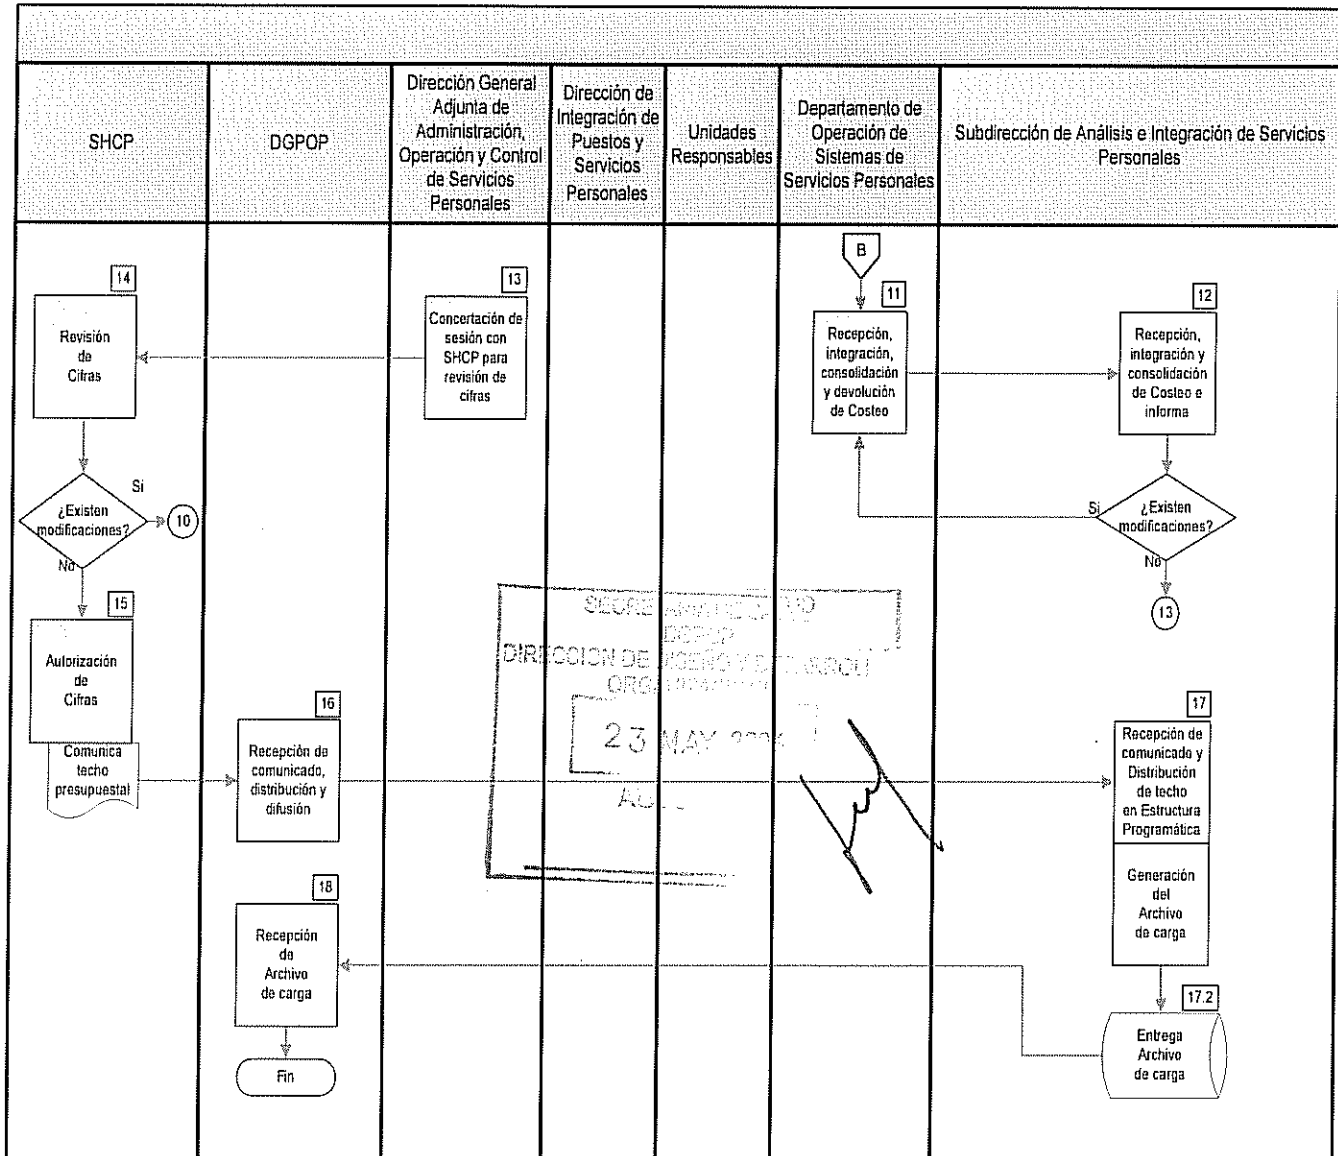 SHCP
DGPOP
Dirección General
Adjunta de
Administración,
Operación y Control
de Servicios
Personales
Dirección de
Integración de
Puestos y
Servicios
Personales
Unidades
Responsables
Departamento de
Operación de
Sistemas de
Servicios Personales
Subdirección de Análisis e Integración de Servicios
Personales
14
Revisión
de
Cifras
13
Concertación de
sesión con
SHCP para
revisión de
cifras
B
11
Recepción,
integración,
consolidación
y devolución
de Costeo
12
Recepción,
integración y
consolidación
de Costeo e
informa
Si
¿Existen
modificaciones?
10
No
Si
¿Existen
modificaciones?
No
13
15
Autorización
de
Cifras
Comunica
techo
presupuestal
16
Recepción de
comunicado,
distribución y
difusión
DIRECCION DE
23 MAY
17
Recepción de
comunicado y
Distribución
de techo
en Estructura
Programática
Generación
del
Archivo
de carga
18
Recepción
de
Archivo
de carga
17.2
Entrega
Archivo
de carga
Fin